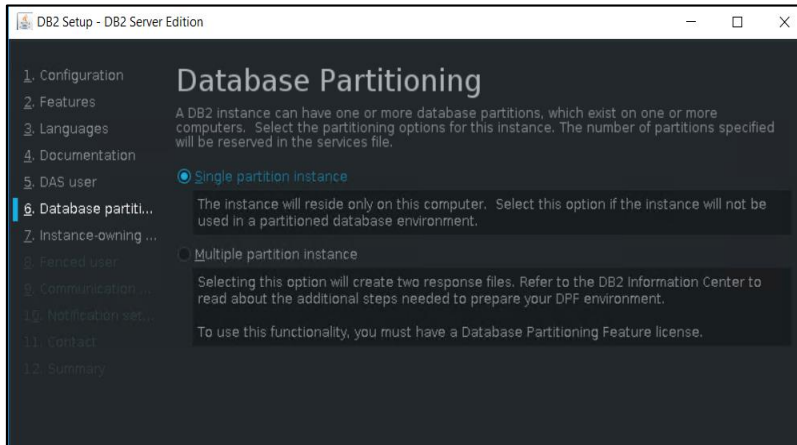 DB2 Setup - DB2 Server Edition
1. Configuration
2. Features
3. Languages
4. Documentation
5. DAS user
6. Database partiti...
7. Instance-owning ...
8. Fenced user
9. Communication ...
10. Notification set...
11. Contact
12. Summary
Database Partitioning
A DB2 instance can have one or more database partitions, which exist on one or more
computers.  Select the partitioning options for this instance. The number of partitions specified
will be reserved in the services file.
Single partition instance
The instance will reside only on this computer.  Select this option if the instance will not be
used in a partitioned database environment.
Multiple partition instance
Selecting this option will create two response files. Refer to the DB2 Information Center to
read about the additional steps needed to prepare your DPF environment.
To use this functionality, you must have a Database Partitioning Feature license.